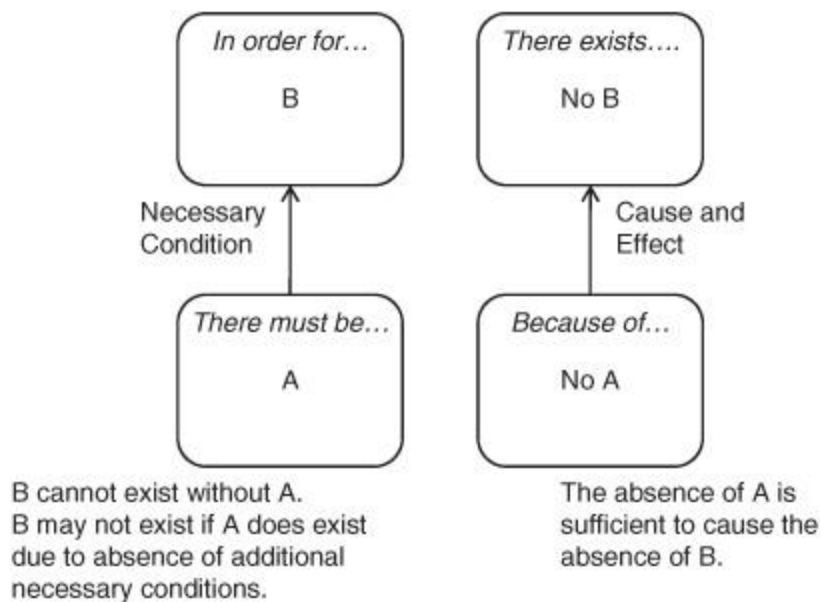 In order for…
B
There exists….
No B
Necessary
Condition
Cause and
Effect
There must be…
A
Because of…
No A
B cannot exist without A.
B may not exist if A does exist
due to absence of additional
necessary conditions.
The absence of A is
sufficient to cause the
absence of B.